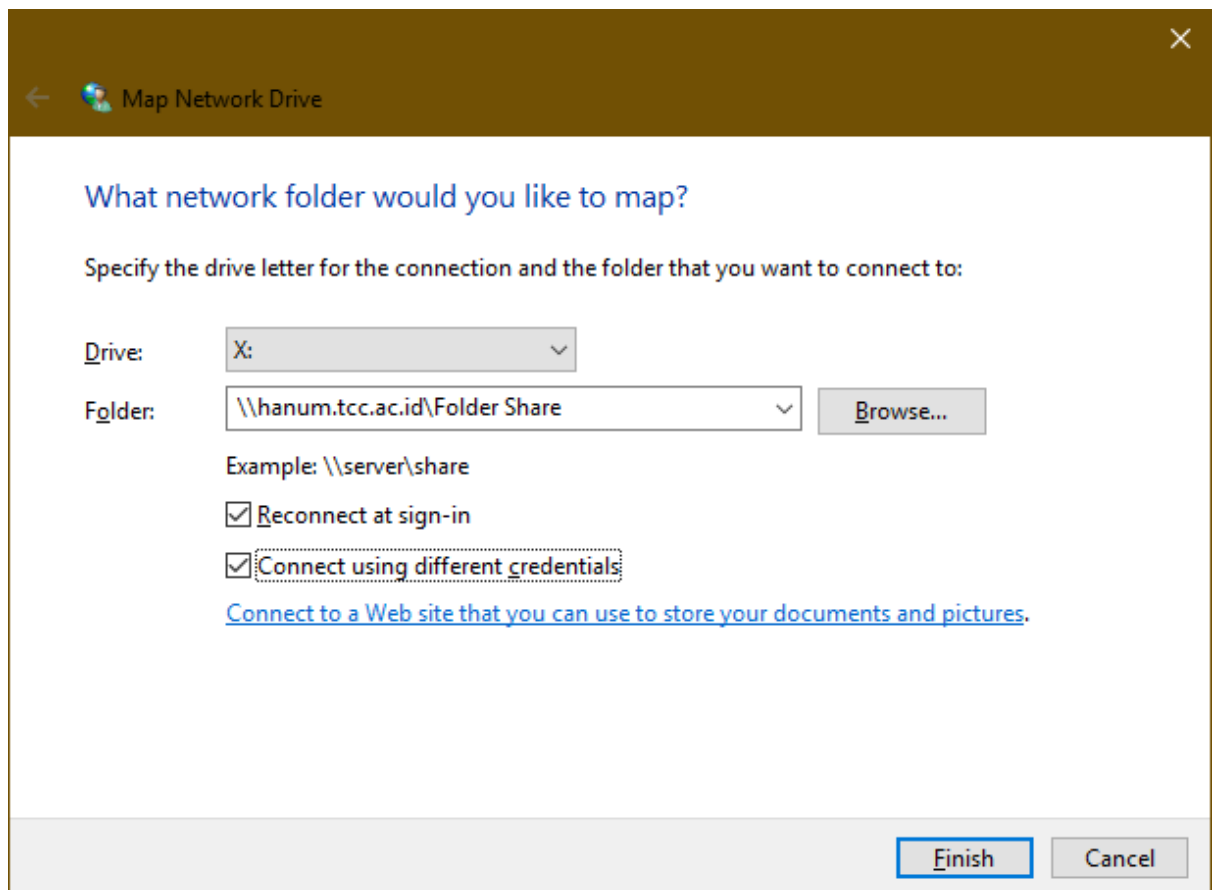 Map Network Drive
What network folder would you like to map?
Specify the drive letter for the connection and the folder that you want to connect to:
Drive: X:
Folder: \\hanum.tcc.ac.id\Folder Share Browse...
Example: \\server\share
Reconnect at sign-in
Connect using different credentials
Connect to a Web site that you can use to store your documents and pictures.
Finish Cancel